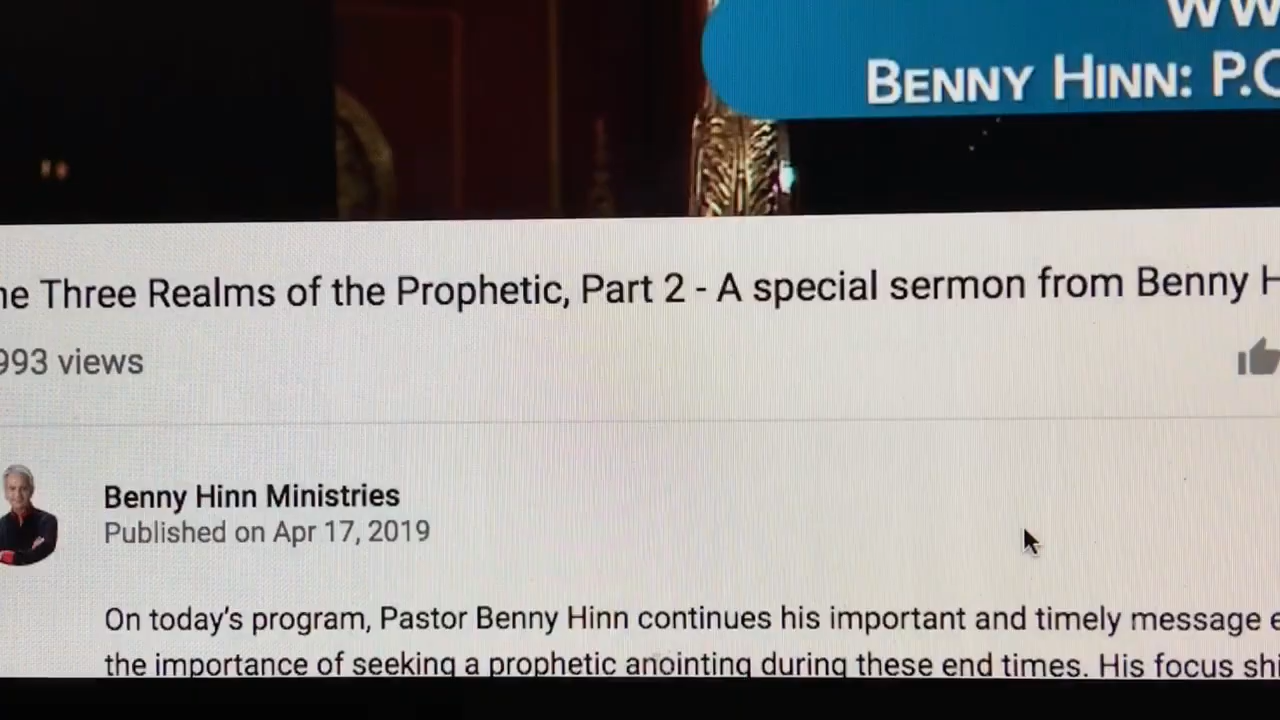 BENNY HINN: P.O
he Three Realms of the Prophetic, Part 2 - A special sermon from Benny H
993 views
Benny Hinn Ministries
Published on Apr 17, 2019
On today's program, Pastor Benny Hinn continues his important and timely message e
the importance of seeking a prophetic anointing during these end times. His focus shi